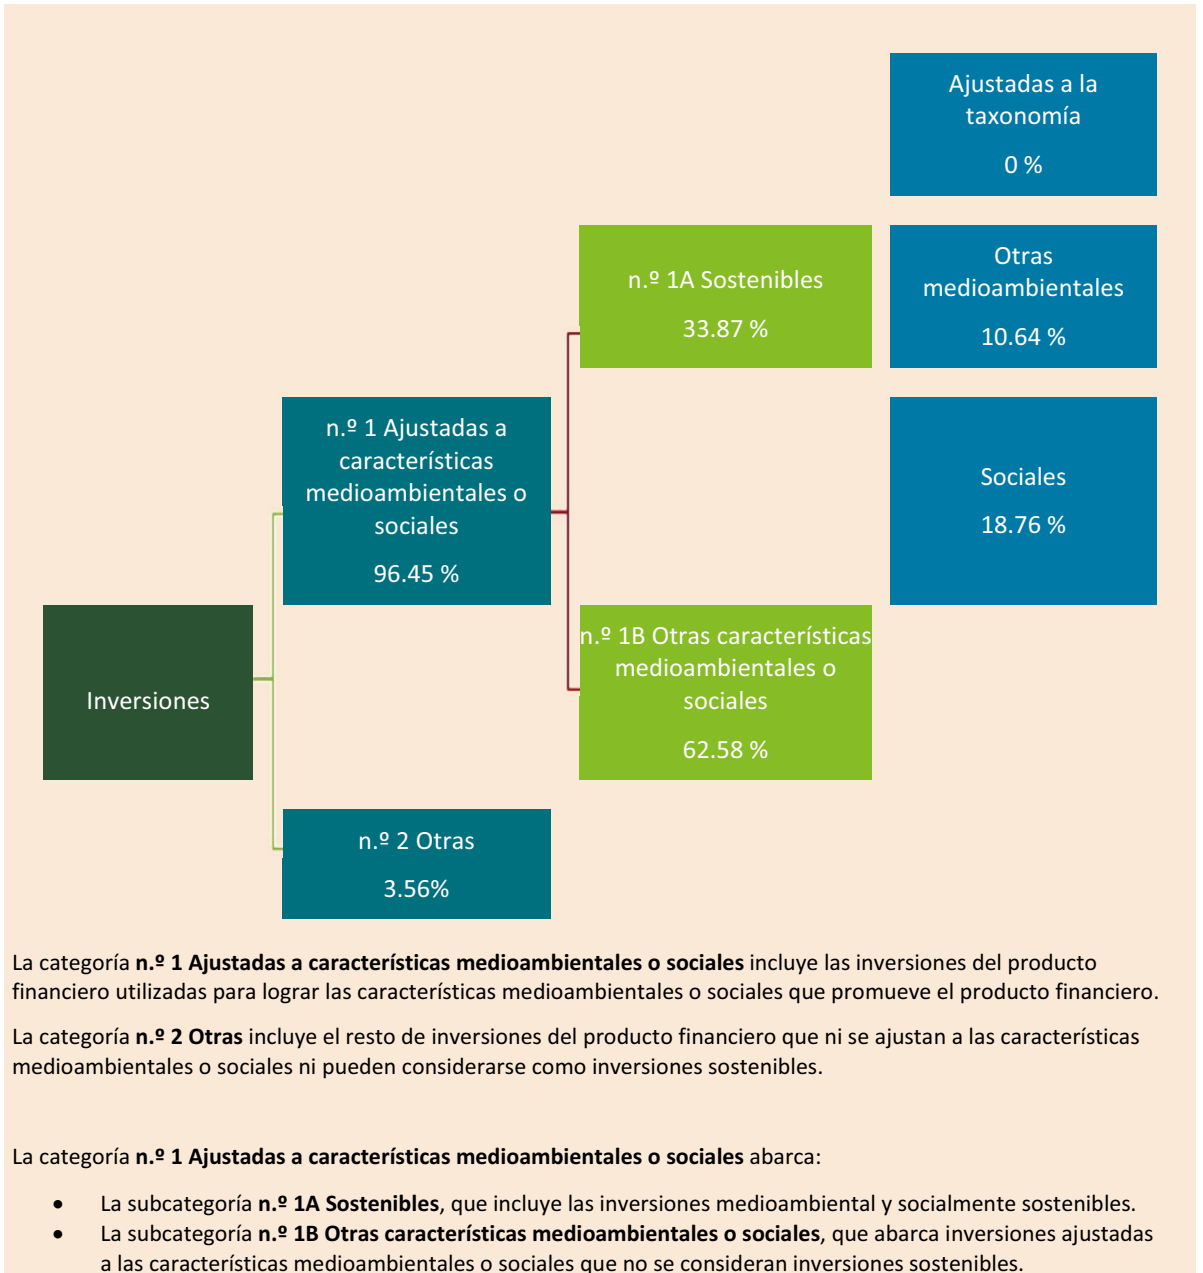 Ajustadas a la
taxonomía
0 %
n.º 1A Sostenibles
33.87 %
Otras
medioambientales
10.64 %
n.º 1 Ajustadas a
características
medioambientales o
sociales
96.45 %
Sociales
18.76 %
Inversiones
n.º 1B Otras características
medioambientales o
sociales
62.58 %
n.º 2 Otras
3.56%
La categoría n.º 1 Ajustadas a características medioambientales o sociales incluye las inversiones del producto
financiero utilizadas para lograr las características medioambientales o sociales que promueve el producto financiero.
La categoría n.º 2 Otras incluye el resto de inversiones del producto financiero que ni se ajustan a las características
medioambientales o sociales ni pueden considerarse como inversiones sostenibles.
La categoría n.º 1 Ajustadas a características medioambientales o sociales abarca:
• La subcategoría n.º 1A Sostenibles, que incluye las inversiones medioambiental y socialmente sostenibles.
• La subcategoría n.º 1B Otras características medioambientales o sociales, que abarca inversiones ajustadas
a las características medioambientales o sociales que no se consideran inversiones sostenibles.